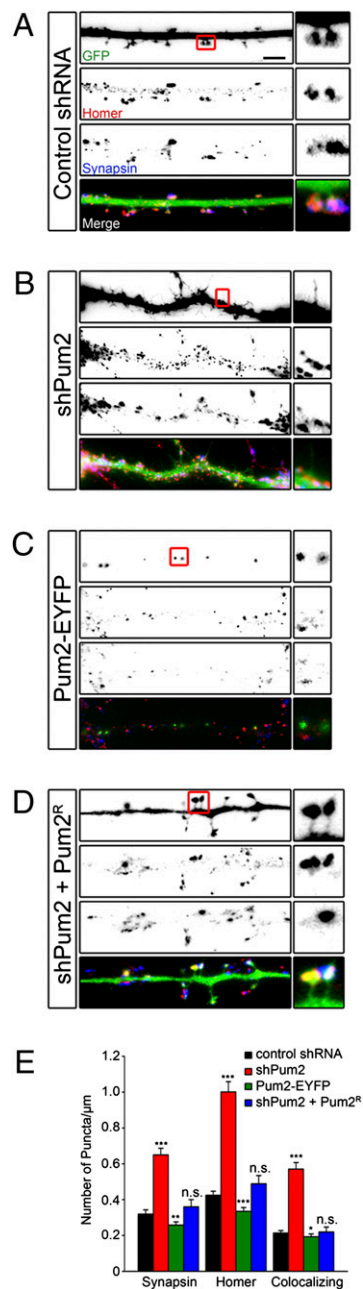 A
Control shRNA
GFP
Homer
Synapsin
Merge
B
shPum2
C
Pum2-EYFP
D
shPum2 + Pum2ᴿ
E
control shRNA
shPum2
Pum2-EYFP
shPum2 + Pum2ᴿ
Number of Puncta/µm
1.2
1.0
0.8
0.6
0.4
0.2
0
*** ** n.s.
*** *** n.s.
*** * n.s.
Synapsin Homer Colocalizing